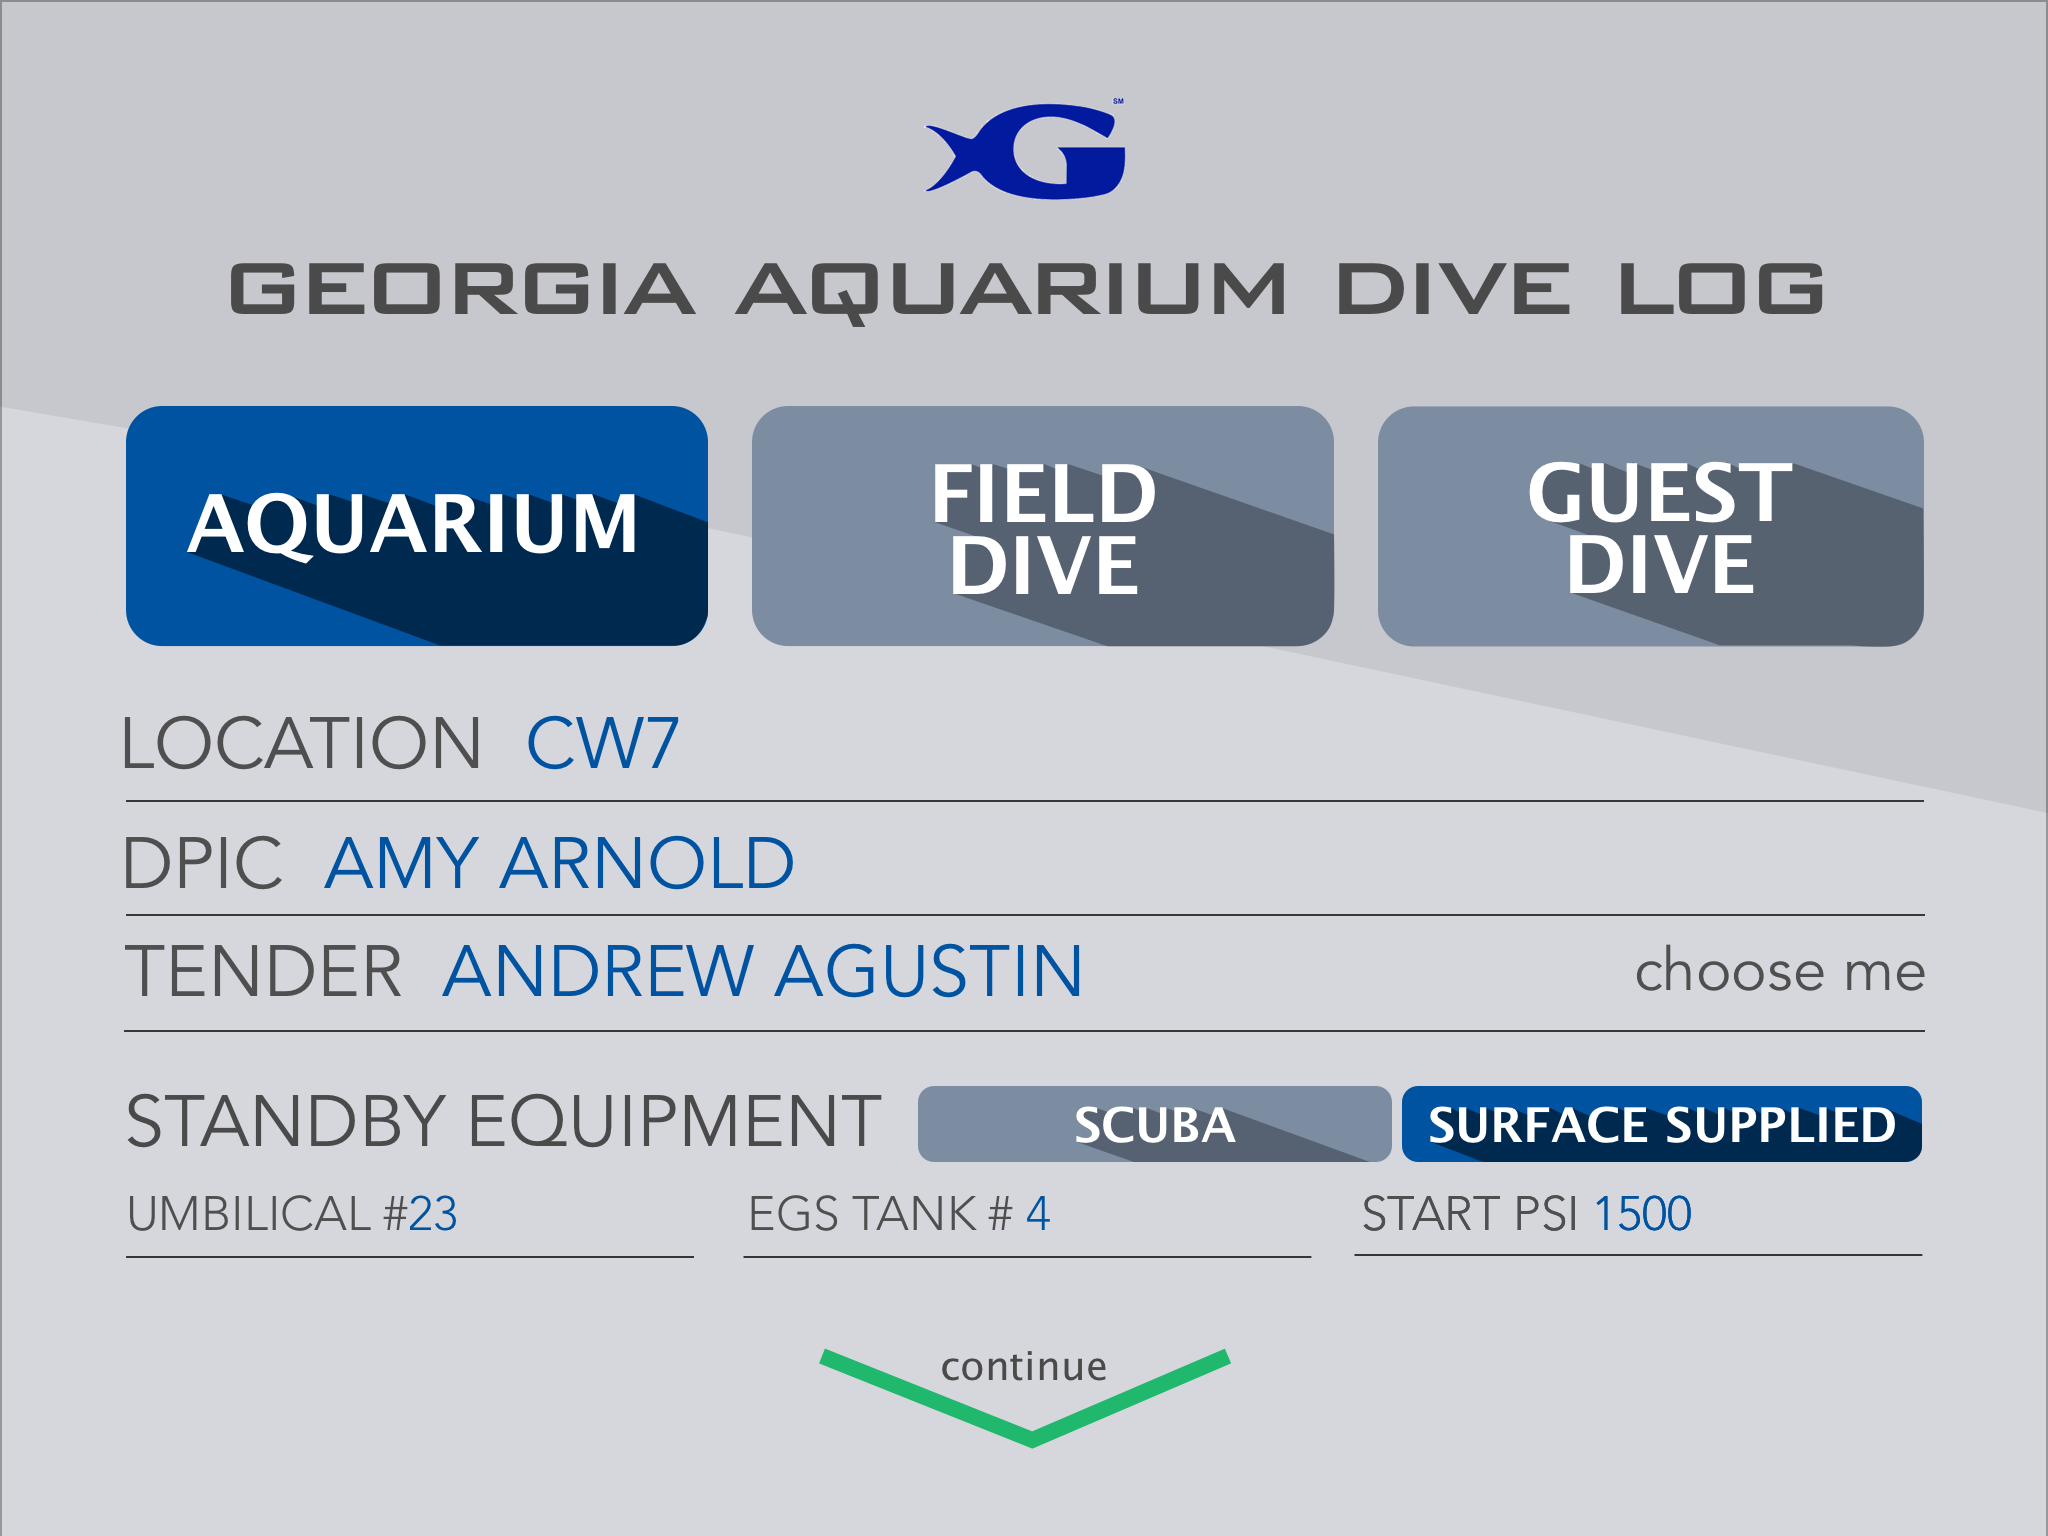 G SM
GEORGIA AQUARIUM DIVE LOG
AQUARIUM
FIELD
DIVE
GUEST
DIVE
LOCATION CW7
DPIC AMY ARNOLD
TENDER ANDREW AGUSTIN choose me
STANDBY EQUIPMENT SCUBA SURFACE SUPPLIED
UMBILICAL #23 EGS TANK # 4 START PSI 1500
continue